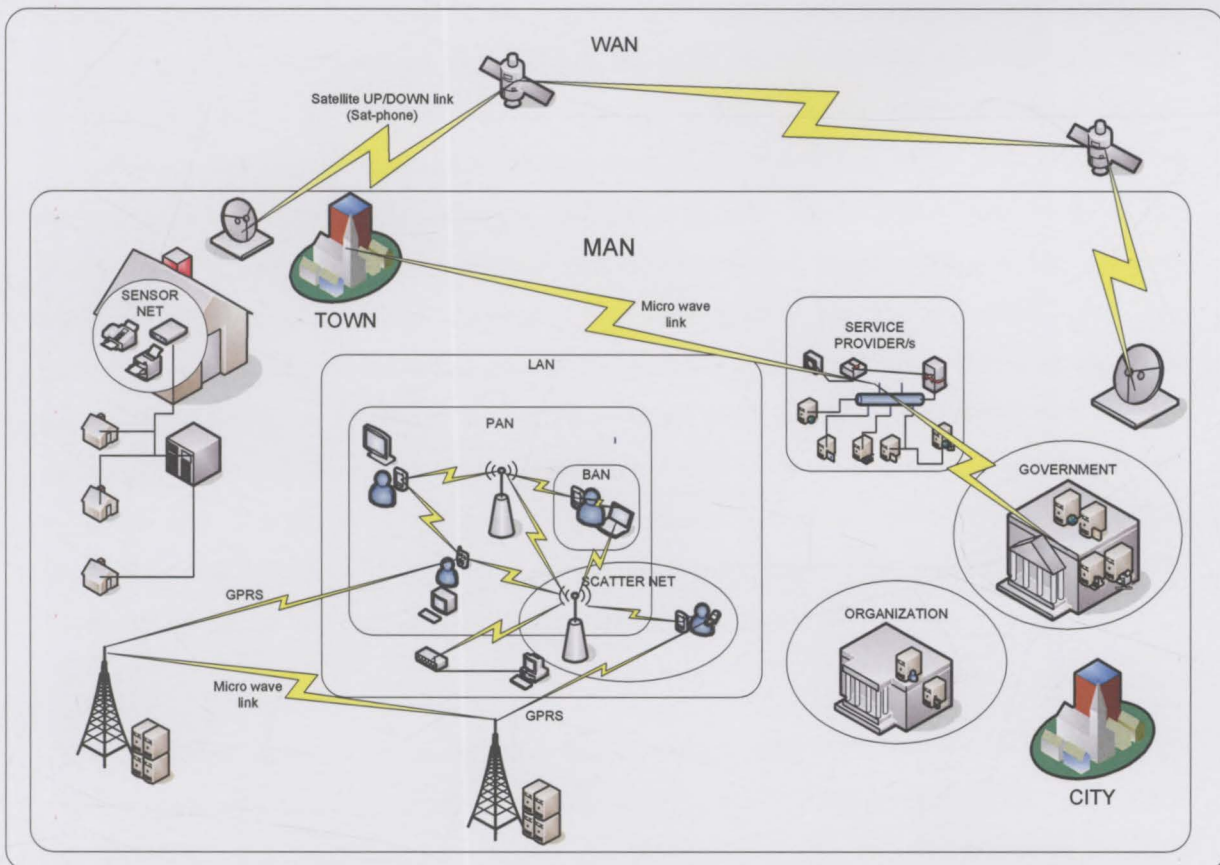 WAN
Satellite UP/DOWN link
(Sat-phone)
MAN
SENSOR
NET
TOWN
Micro wave
link
SERVICE
PROVIDER/s
LAN
PAN
BAN
GOVERNMENT
SCATTER NET
GPRS
ORGANIZATION
Micro wave
link
GPRS
CITY